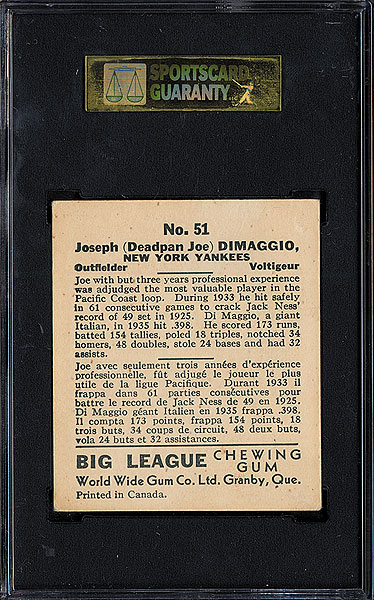 SPORTSCARD
GUARANTY
No. 51
Joseph (Deadpan Joe) DIMAGGIO,
NEW YORK YANKEES
Outfielder Voltigeur
Joe with but three years professional experience
was adjudged the most valuable player in the
Pacific Coast loop. During 1933 he hit safely
in 61 consecutive games to crack Jack Ness'
record of 49 set in 1925. Di Maggio, a giant
Italian, in 1935 hit .398. He scored 173 runs,
batted 154 tallies, poled 18 triples, notched 34
homers, 48 doubles, stole 24 bases and had 32
assists.
Joe avec seulement trois années d'expérience
professionnelle, fût adjugé le joueur le plus
utile de la ligue Pacifique. Durant 1933 il
frappa dans 61 parties consécutives pour
battre le record de Jack Ness de 49 en 1925.
Di Maggio géant Italien en 1935 frappa .398.
Il compta 173 points, frappa 154 points, 18
trois buts, 34 coups de circuit, 48 deux buts,
vola 24 buts et 32 assistances.
BIG LEAGUE CHEWING
GUM
World Wide Gum Co. Ltd. Granby, Que.
Printed in Canada.